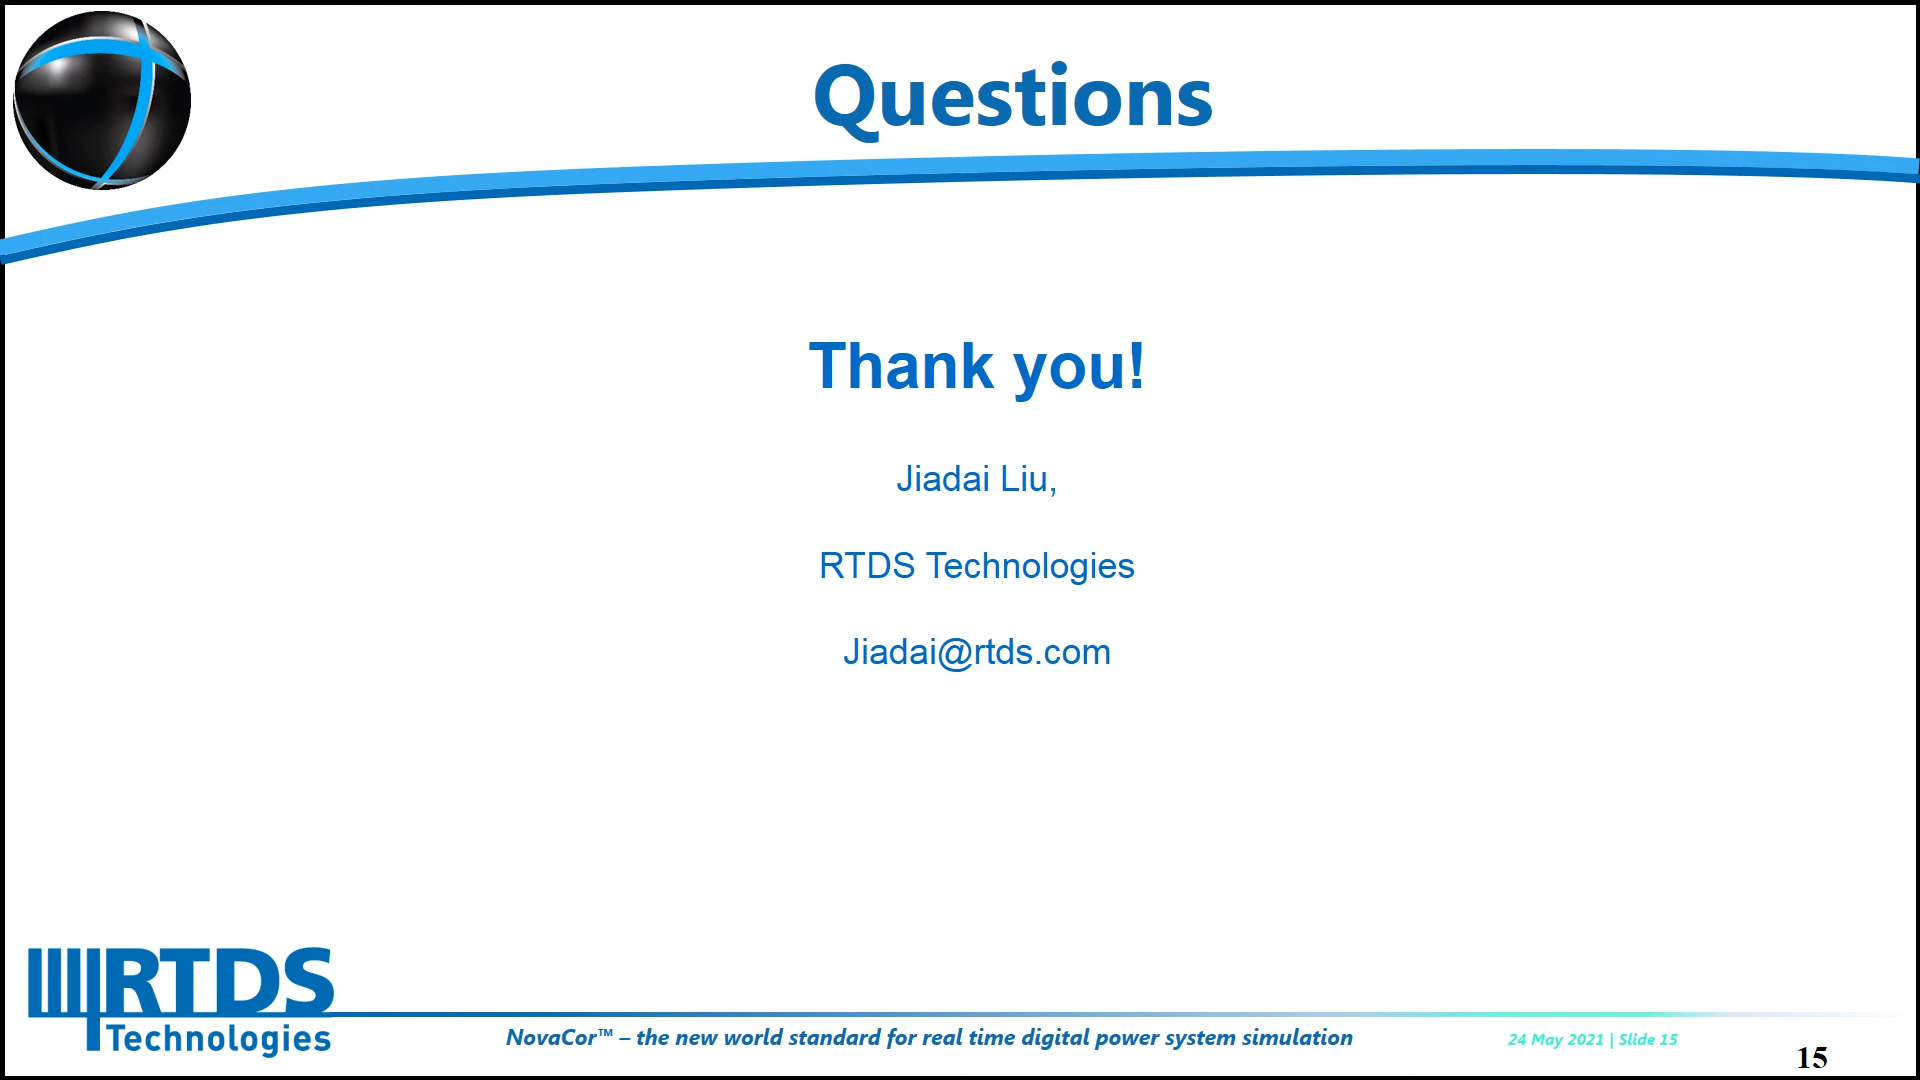 Questions
Thank you!
Jiadai Liu,
RTDS Technologies
Jiadai@rtds.com
RTDS
Technologies
NovaCor™ – the new world standard for real time digital power system simulation
24 May 2021 | Slide 15
15